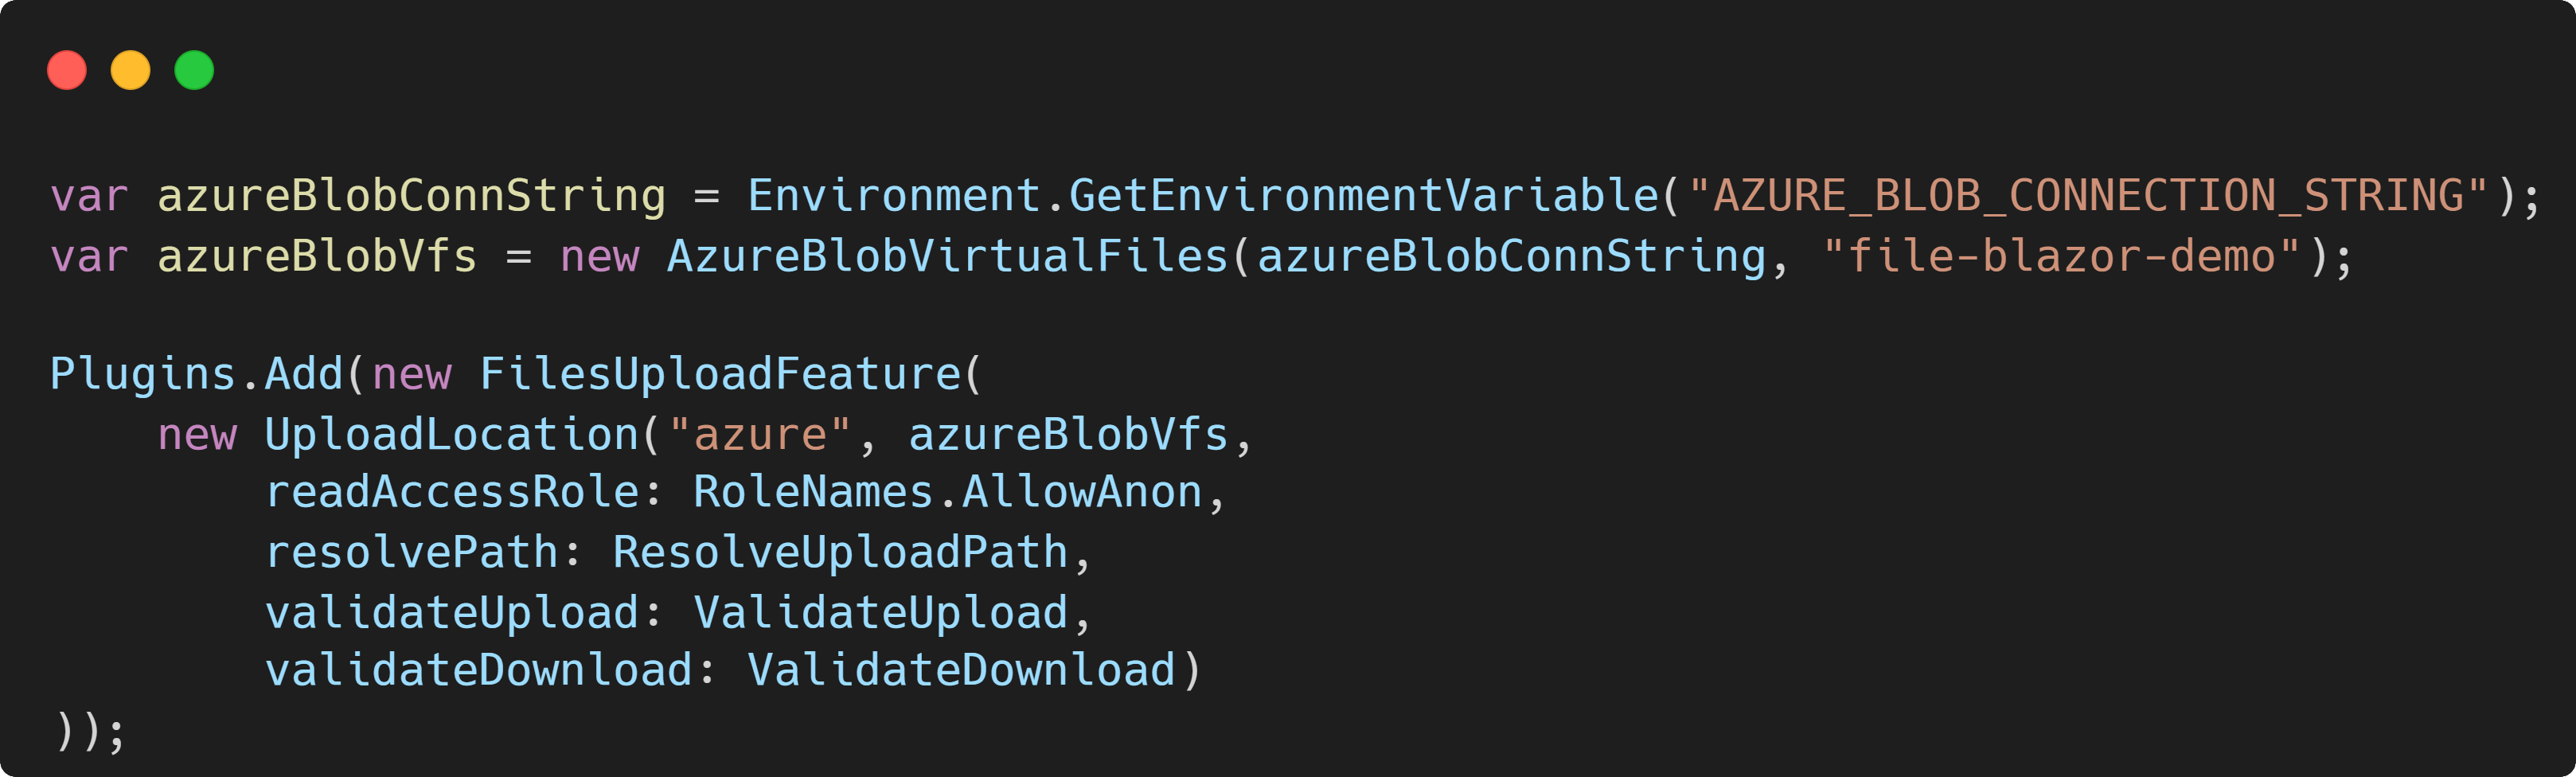 var azureBlobConnString = Environment.GetEnvironmentVariable("AZURE_BLOB_CONNECTION_STRING");
var azureBlobVfs = new AzureBlobVirtualFiles(azureBlobConnString, "file-blazor-demo");

Plugins.Add(new FilesUploadFeature(
    new UploadLocation("azure", azureBlobVfs,
        readAccessRole: RoleNames.AllowAnon,
        resolvePath: ResolveUploadPath,
        validateUpload: ValidateUpload,
        validateDownload: ValidateDownload)
));